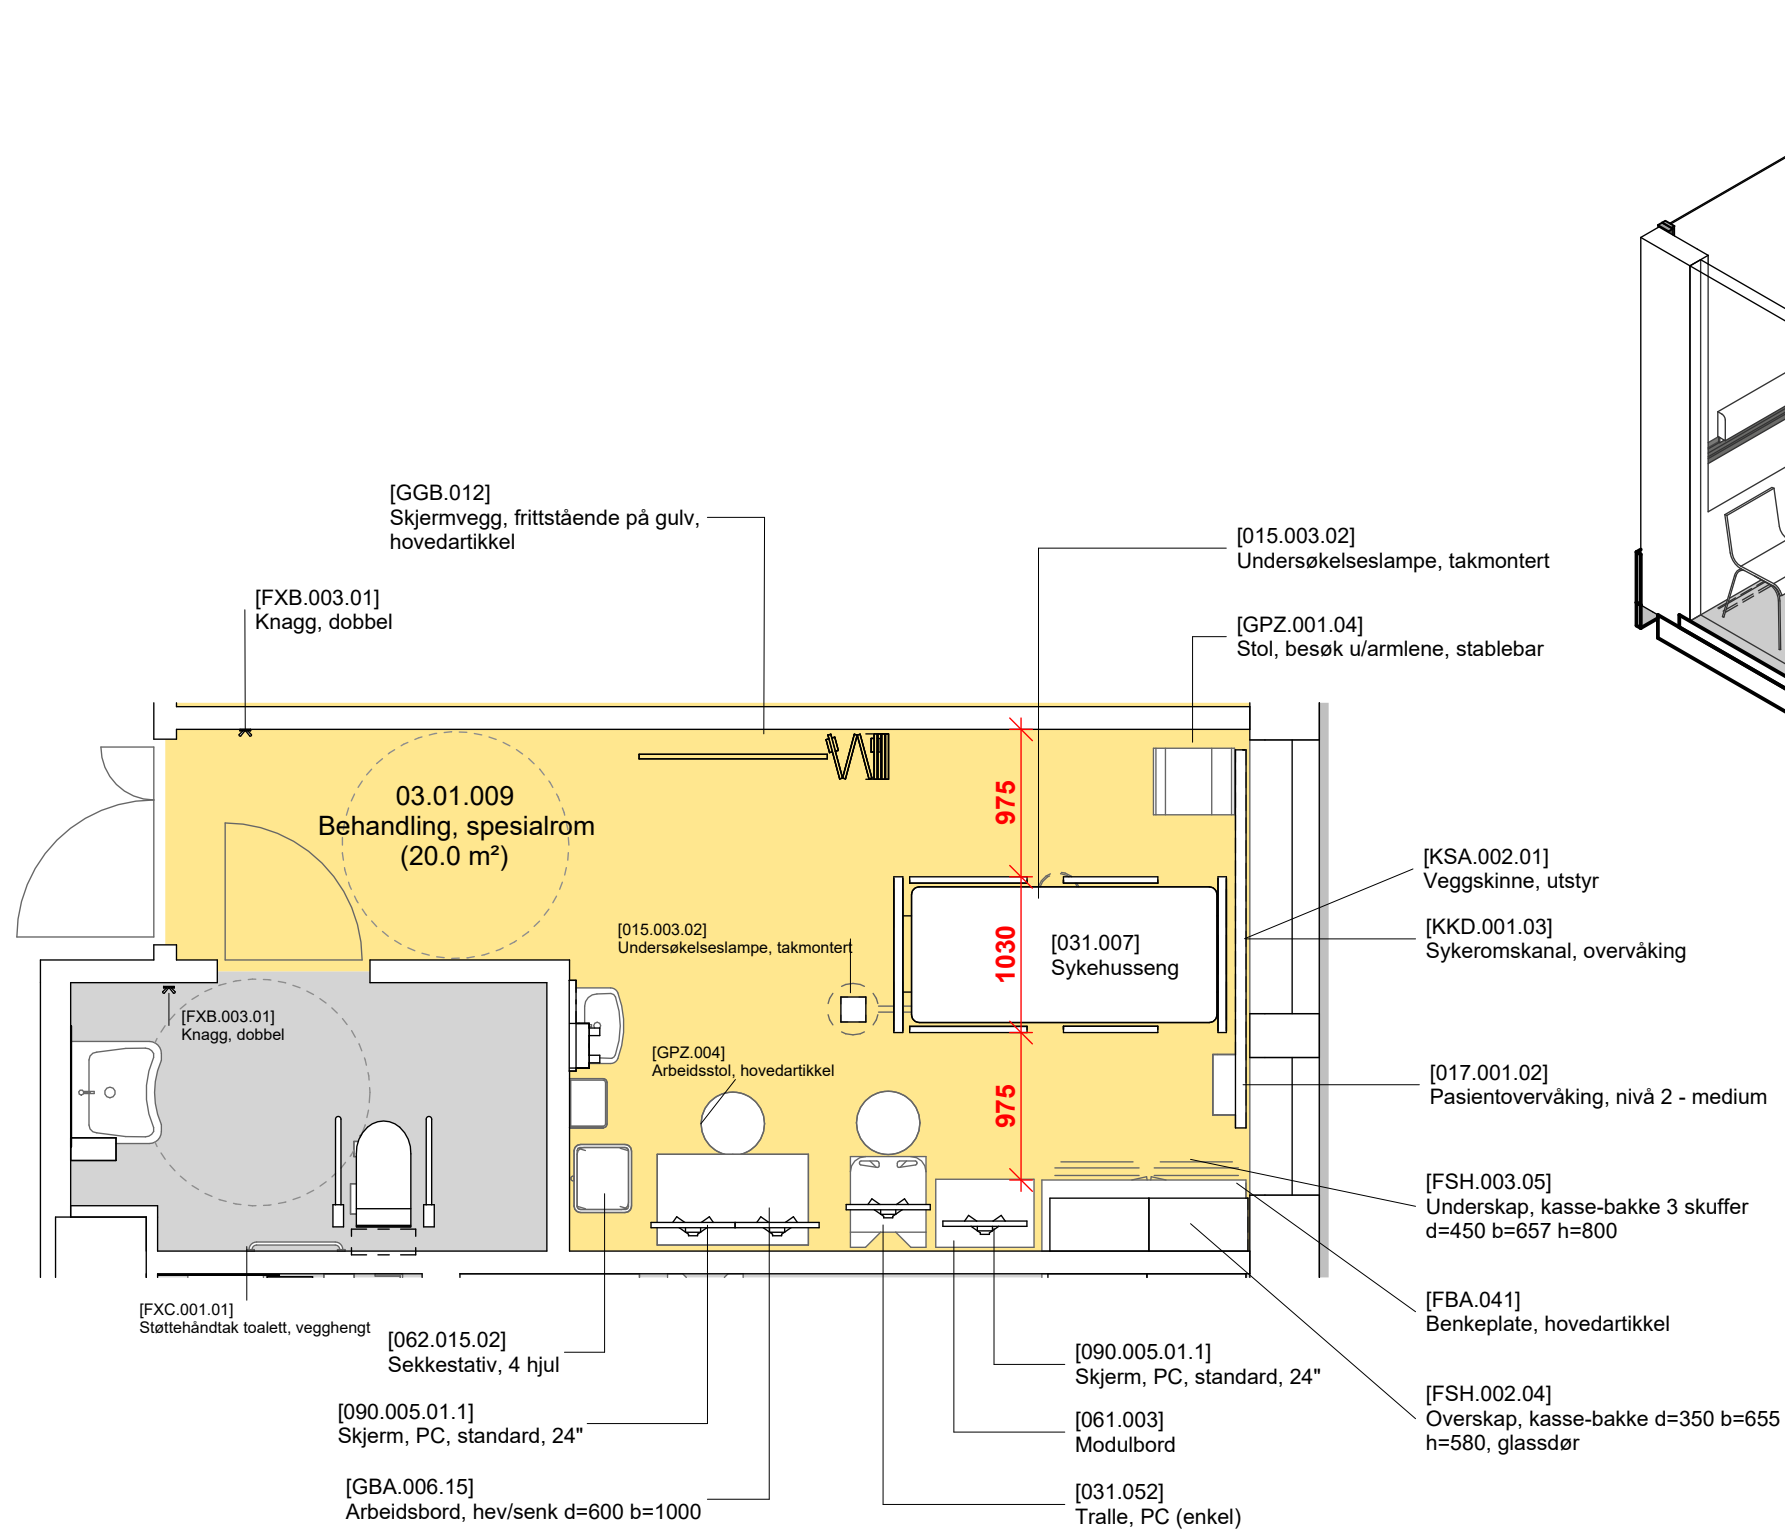 [GGB.012]
Skjermvegg, frittstående på gulv,
hovedartikkel
[015.003.02]
Undersøkelseslampe, takmontert
[FXB.003.01]
Knagg, dobbel
[GPZ.001.04]
Stol, besøk u/armlene, stablebar
03.01.009
Behandling, spesialrom
(20.0 m²)
975
[KSA.002.01]
Veggskinne, utstyr
[015.003.02]
Undersøkelseslampe, takmontert
1030
[031.007]
Sykehusseng
[KKD.001.03]
Sykeromskanal, overvåking
[FXB.003.01]
Knagg, dobbel
[GPZ.004]
Arbeidsstol, hovedartikkel
975
[017.001.02]
Pasientovervåking, nivå 2 - medium
[FSH.003.05]
Underskap, kasse-bakke 3 skuffer
d=450 b=657 h=800
[FXC.001.01]
Støttehåndtak toalett, vegghengt
[FBA.041]
Benkeplate, hovedartikkel
[062.015.02]
Sekkestativ, 4 hjul
[090.005.01.1]
Skjerm, PC, standard, 24"
[090.005.01.1]
Skjerm, PC, standard, 24"
[061.003]
Modulbord
[FSH.002.04]
Overskap, kasse-bakke d=350 b=655
h=580, glassdør
[GBA.006.15]
Arbeidsbord, hev/senk d=600 b=1000
[031.052]
Tralle, PC (enkel)